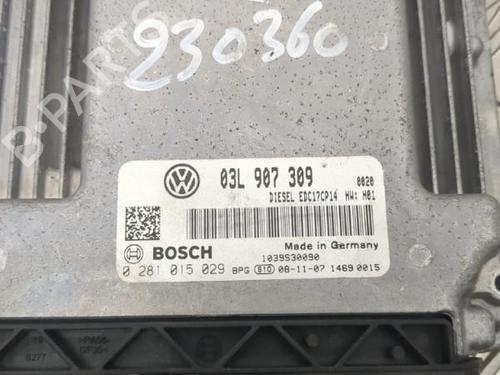 230360
B-PARTS
03L 907 309 0020
DIESEL EDC17CP14 HW: H01
BOSCH
Made in Germany
1039S30090
0 281 015 029 BPG 810 08-11-07 1469 0015